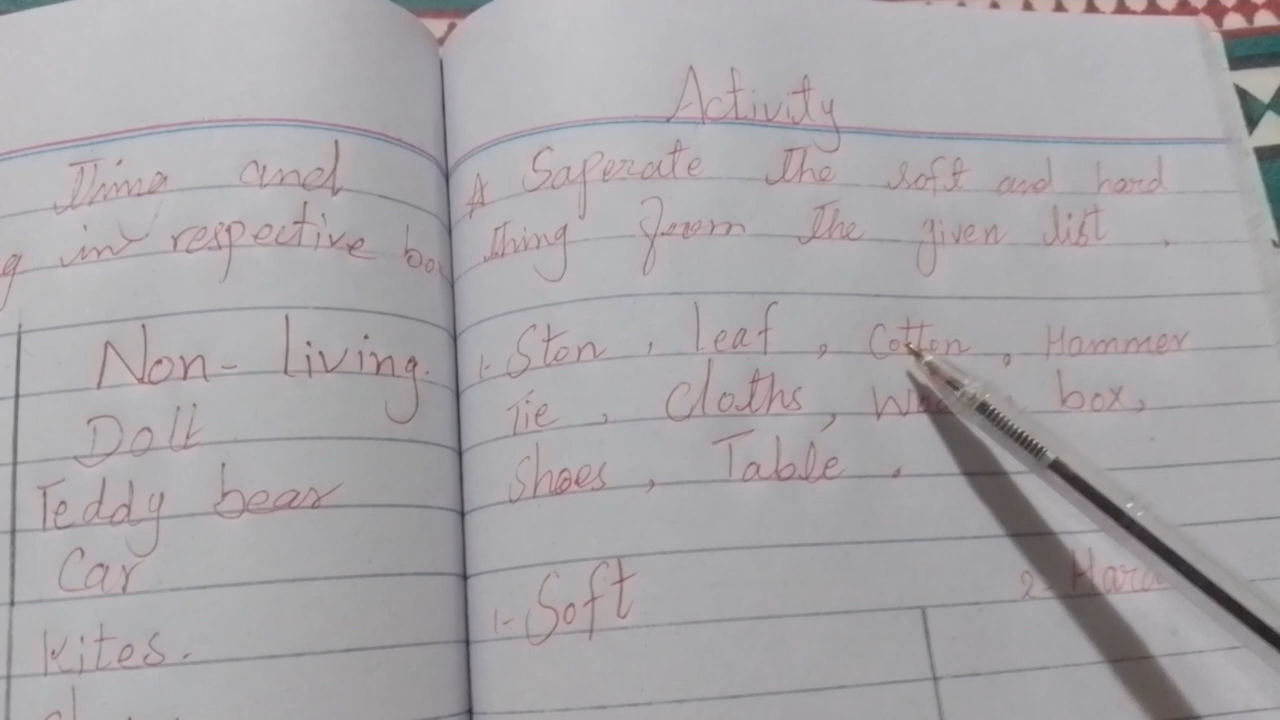 Thing and
g in respective bo
Non- living.
Doll
Teddy bear
Car
Kites.
Activity
A Saperate The soft and hard
thing from The given list .
1- Ston , leaf , Cotton , Hammer
Tie , Cloths , box,
Shoes , Table .
1- Soft
2- Hard